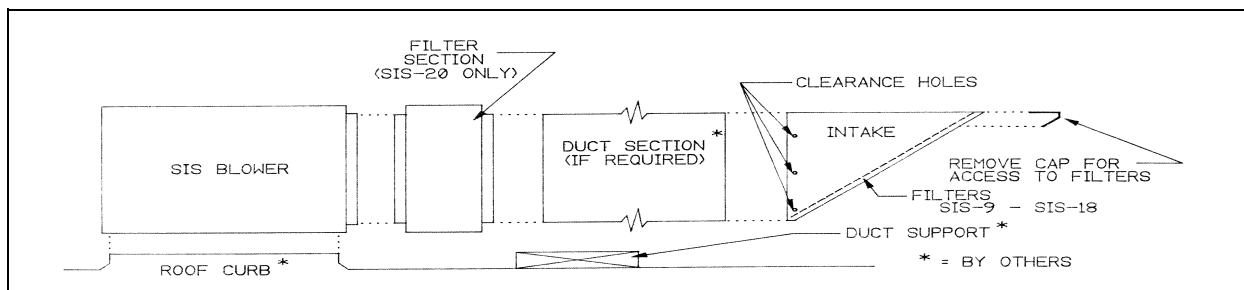 FILTER
SECTION
(SIS-20 ONLY)
CLEARANCE HOLES
SIS BLOWER
DUCT SECTION *
(IF REQUIRED)
INTAKE
REMOVE CAP FOR
ACCESS TO FILTERS
FILTERS
SIS-9 - SIS-18
DUCT SUPPORT *
ROOF CURB *
* = BY OTHERS